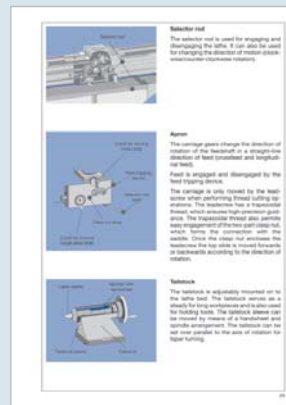 Selector rod
Selector rod
The selector rod is used for engaging and
disengaging the lathe. It can also be used
for changing the direction of motion (clock-
wise/counter-clockwise rotation).
Apron
The carriage gears change the direction of
rotation of the feedshaft in a straight-line
direction of feed (crossfeed and longitudi-
nal feed).
Feed is engaged and disengaged by the
feed tripping device.
The carriage is only moved by the lead-
screw when performing thread cutting op-
erations. The leadscrew has a trapezoidal
thread, which ensures high-precision guid-
ance. The trapezoidal thread also permits
easy engagement of the two-part clasp nut,
which forms the connection with the
saddle. Once the clasp nut encloses the
leadscrew the top slide is moved forwards
or backwards according to the direction of
rotation.
Tailstock
The tailstock is adjustably mounted on to
the lathe bed. The tailstock serves as a
steady for long workpieces and is also used
for holding tools. The tailstock sleeve can
be moved by means of a handwheel and
spindle arrangement. The tailstock can be
set over parallel to the axis of rotation for
taper turning.